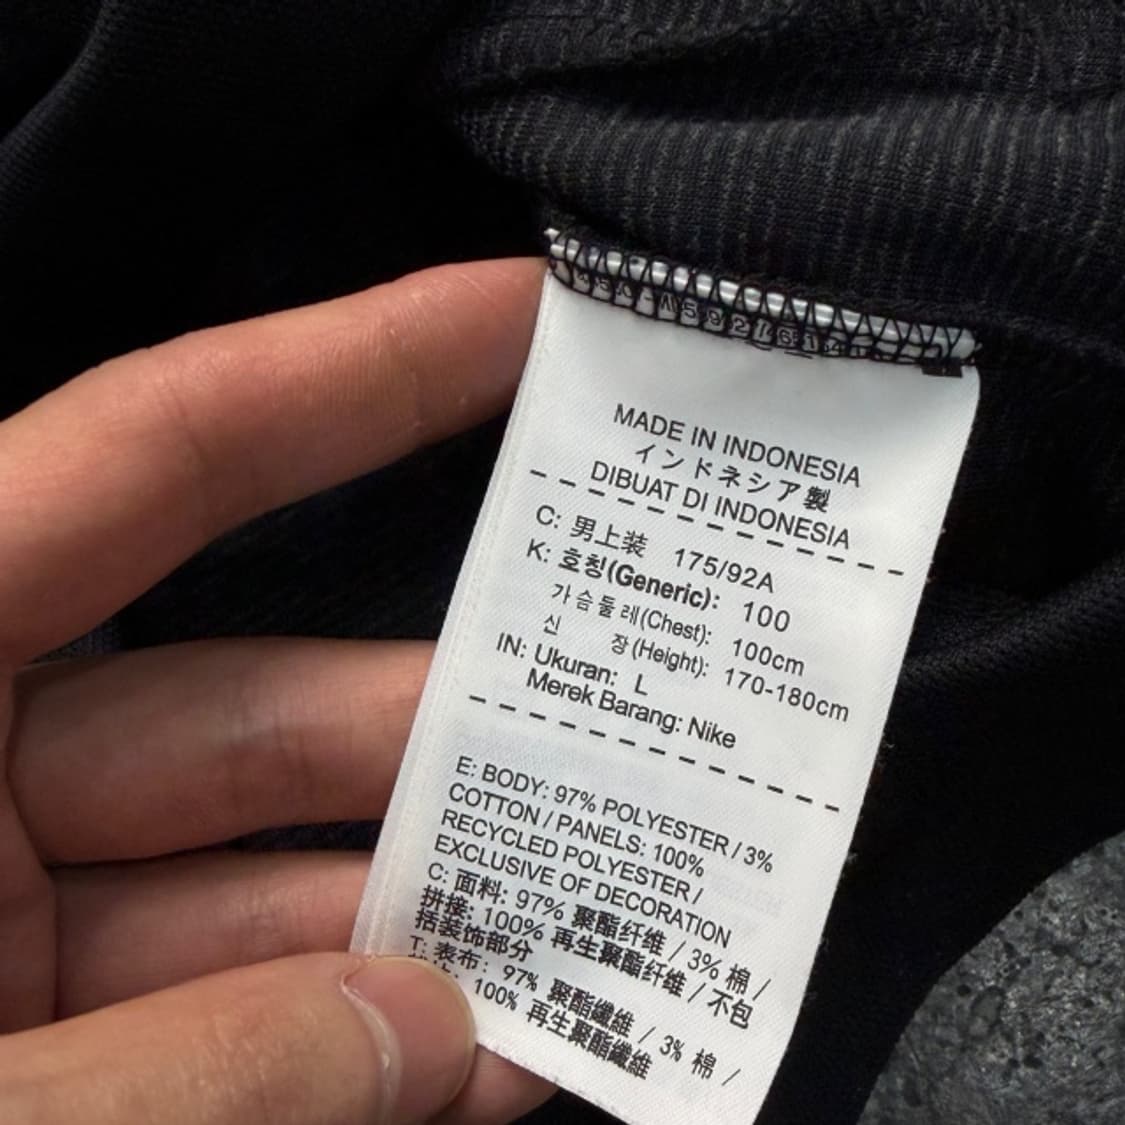 MADE IN INDONESIA
インドネシア製
DIBUAT DI INDONESIA
C: 男上装 175/92A
K: 호칭(Generic): 100
가슴둘레(Chest): 100cm
신 장(Height): 170-180cm
IN: Ukuran: L
Merek Barang: Nike
E: BODY: 97% POLYESTER / 3%
COTTON / PANELS: 100%
RECYCLED POLYESTER /
EXCLUSIVE OF DECORATION
C: 面料: 97% 聚酯纤维 / 3% 棉 /
拼接: 100% 再生聚酯纤维 / 不包
括装饰部分
T: 表布: 97% 聚酯纖維 / 3% 棉 /
100% 再生聚酯纖維